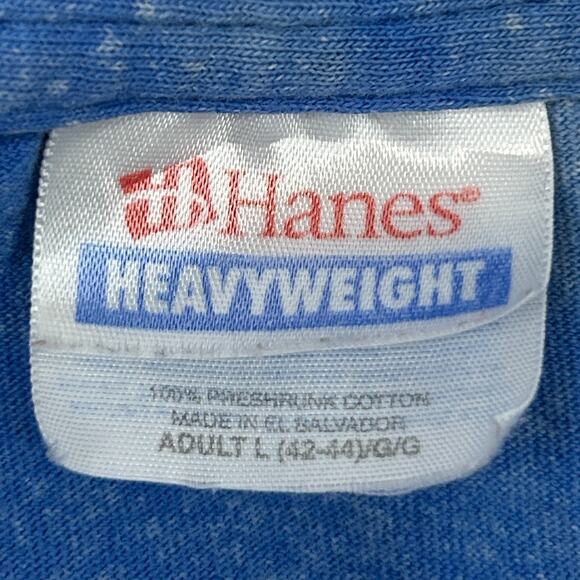 H Hanes®
HEAVYWEIGHT
100% PRESHRUNK COTTON
MADE IN EL SALVADOR
ADULT L (42-44)/G/G